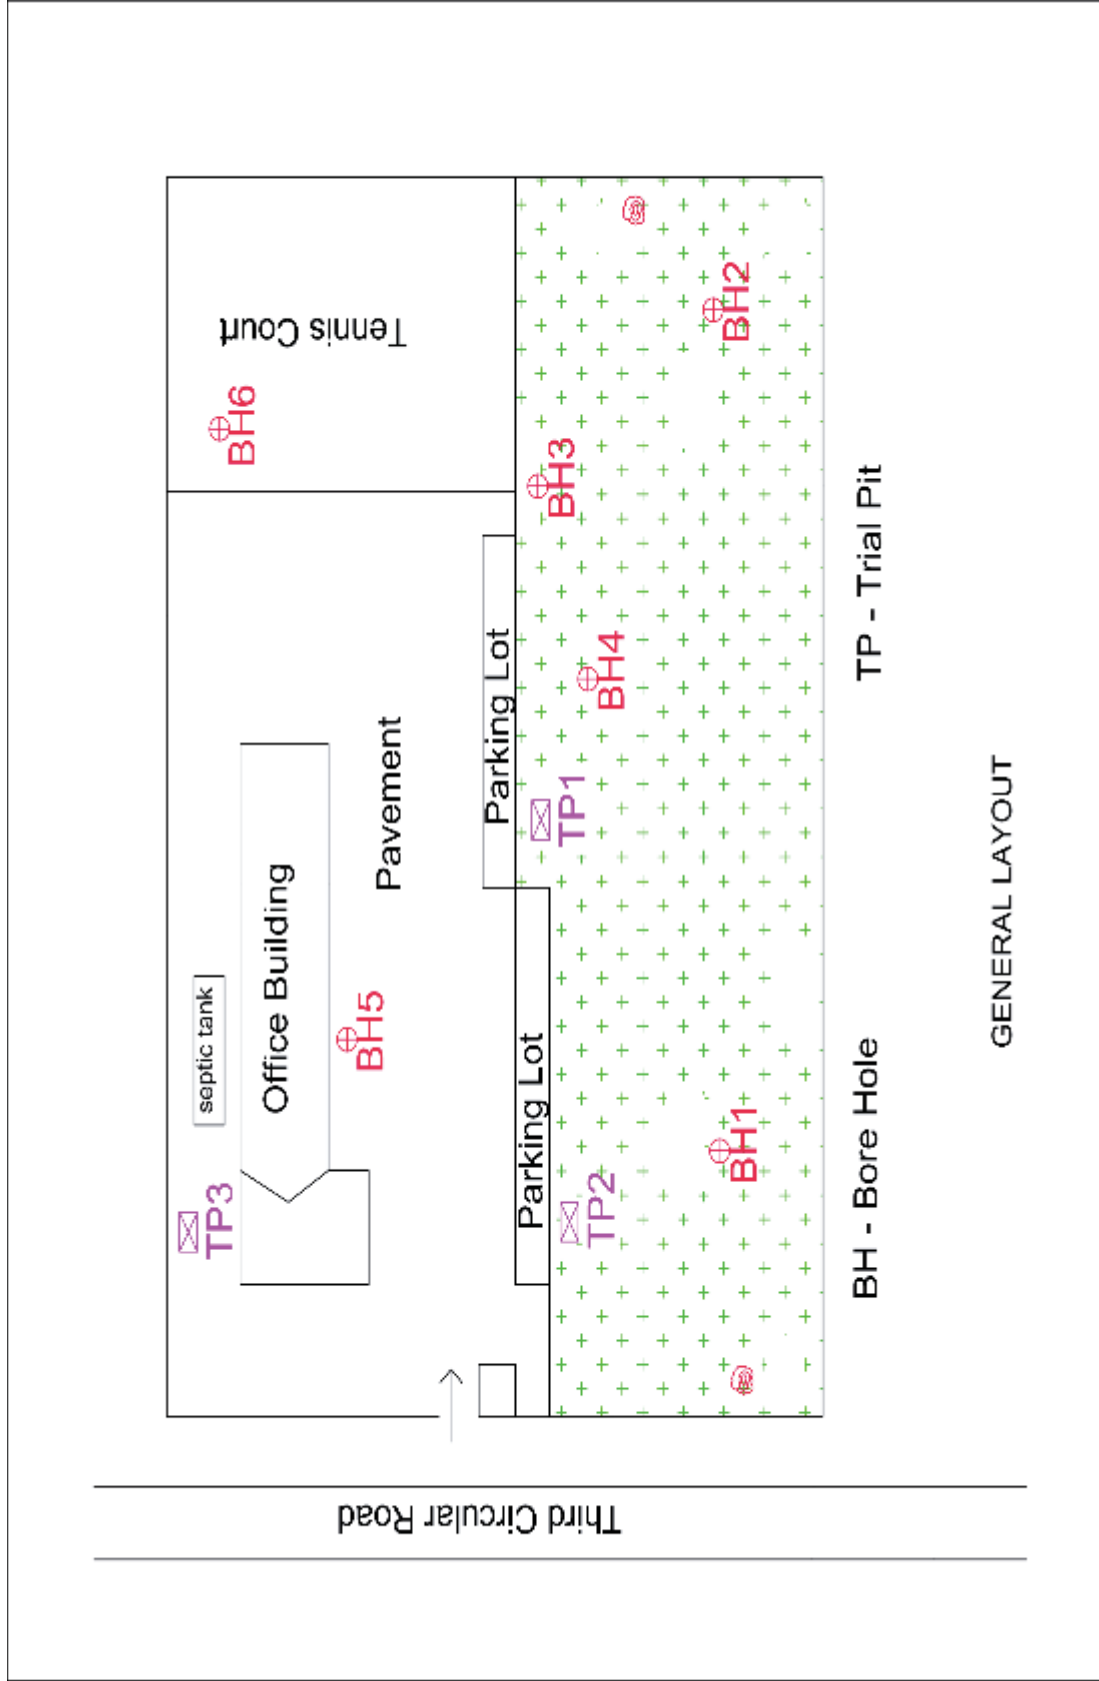 septic tank
TP3
Office Building
BH5
Pavement
Tennis Court
BH6
Parking Lot
Parking Lot
TP1
TP2
BH1
BH2
BH3
BH4
Third Circular Road
BH - Bore Hole
TP - Trial Pit
GENERAL LAYOUT